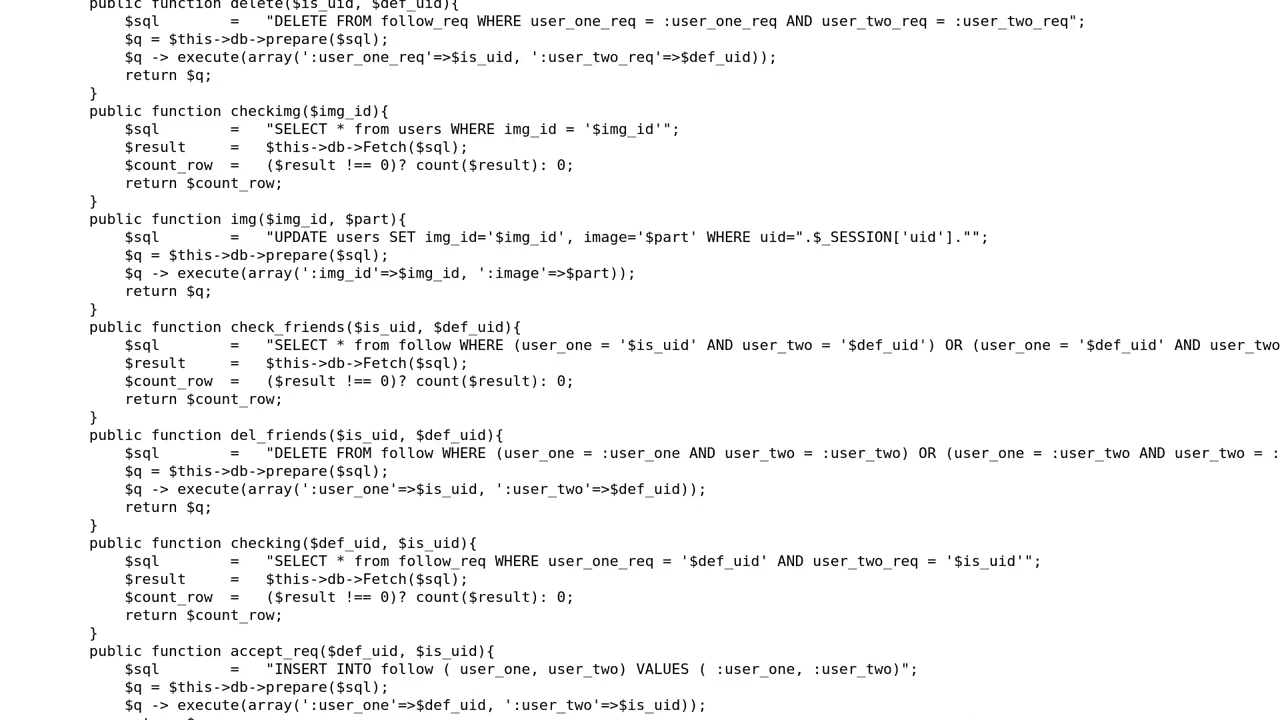 public function delete($is_uid, $def_uid){
$sql = "DELETE FROM follow_req WHERE user_one_req = :user_one_req AND user_two_req = :user_two_req";
$q = $this->db->prepare($sql);
$q -> execute(array(':user_one_req'=>$is_uid, ':user_two_req'=>$def_uid));
return $q;
}
public function checkimg($img_id){
$sql = "SELECT * from users WHERE img_id = '$img_id'";
$result = $this->db->Fetch($sql);
$count_row = ($result !== 0)? count($result): 0;
return $count_row;
}
public function img($img_id, $part){
$sql = "UPDATE users SET img_id='$img_id', image='$part' WHERE uid=".$_SESSION['uid']."";
$q = $this->db->prepare($sql);
$q -> execute(array(':img_id'=>$img_id, ':image'=>$part));
return $q;
}
public function check_friends($is_uid, $def_uid){
$sql = "SELECT * from follow WHERE (user_one = '$is_uid' AND user_two = '$def_uid') OR (user_one = '$def_uid' AND user_two
$result = $this->db->Fetch($sql);
$count_row = ($result !== 0)? count($result): 0;
return $count_row;
}
public function del_friends($is_uid, $def_uid){
$sql = "DELETE FROM follow WHERE (user_one = :user_one AND user_two = :user_two) OR (user_one = :user_two AND user_two = :
$q = $this->db->prepare($sql);
$q -> execute(array(':user_one'=>$is_uid, ':user_two'=>$def_uid));
return $q;
}
public function checking($def_uid, $is_uid){
$sql = "SELECT * from follow_req WHERE user_one_req = '$def_uid' AND user_two_req = '$is_uid'";
$result = $this->db->Fetch($sql);
$count_row = ($result !== 0)? count($result): 0;
return $count_row;
}
public function accept_req($def_uid, $is_uid){
$sql = "INSERT INTO follow ( user_one, user_two) VALUES ( :user_one, :user_two)";
$q = $this->db->prepare($sql);
$q -> execute(array(':user_one'=>$def_uid, ':user_two'=>$is_uid));